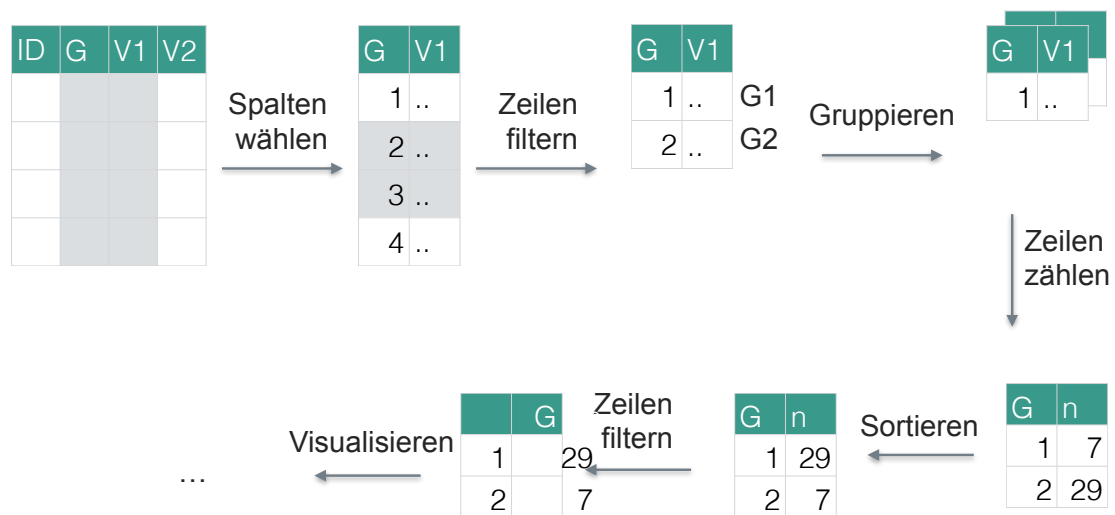 ID G V1 V2
Spalten
wählen
G V1
1 ..
2 ..
3 ..
4 ..
Zeilen
filtern
G V1
1 .. G1
2 .. G2
Gruppieren
G V1
1 ..
Zeilen
zählen
G n
1 7
2 29
Sortieren
G n
1 29
2 7
Zeilen
filtern
G
1 29
2 7
Visualisieren
...